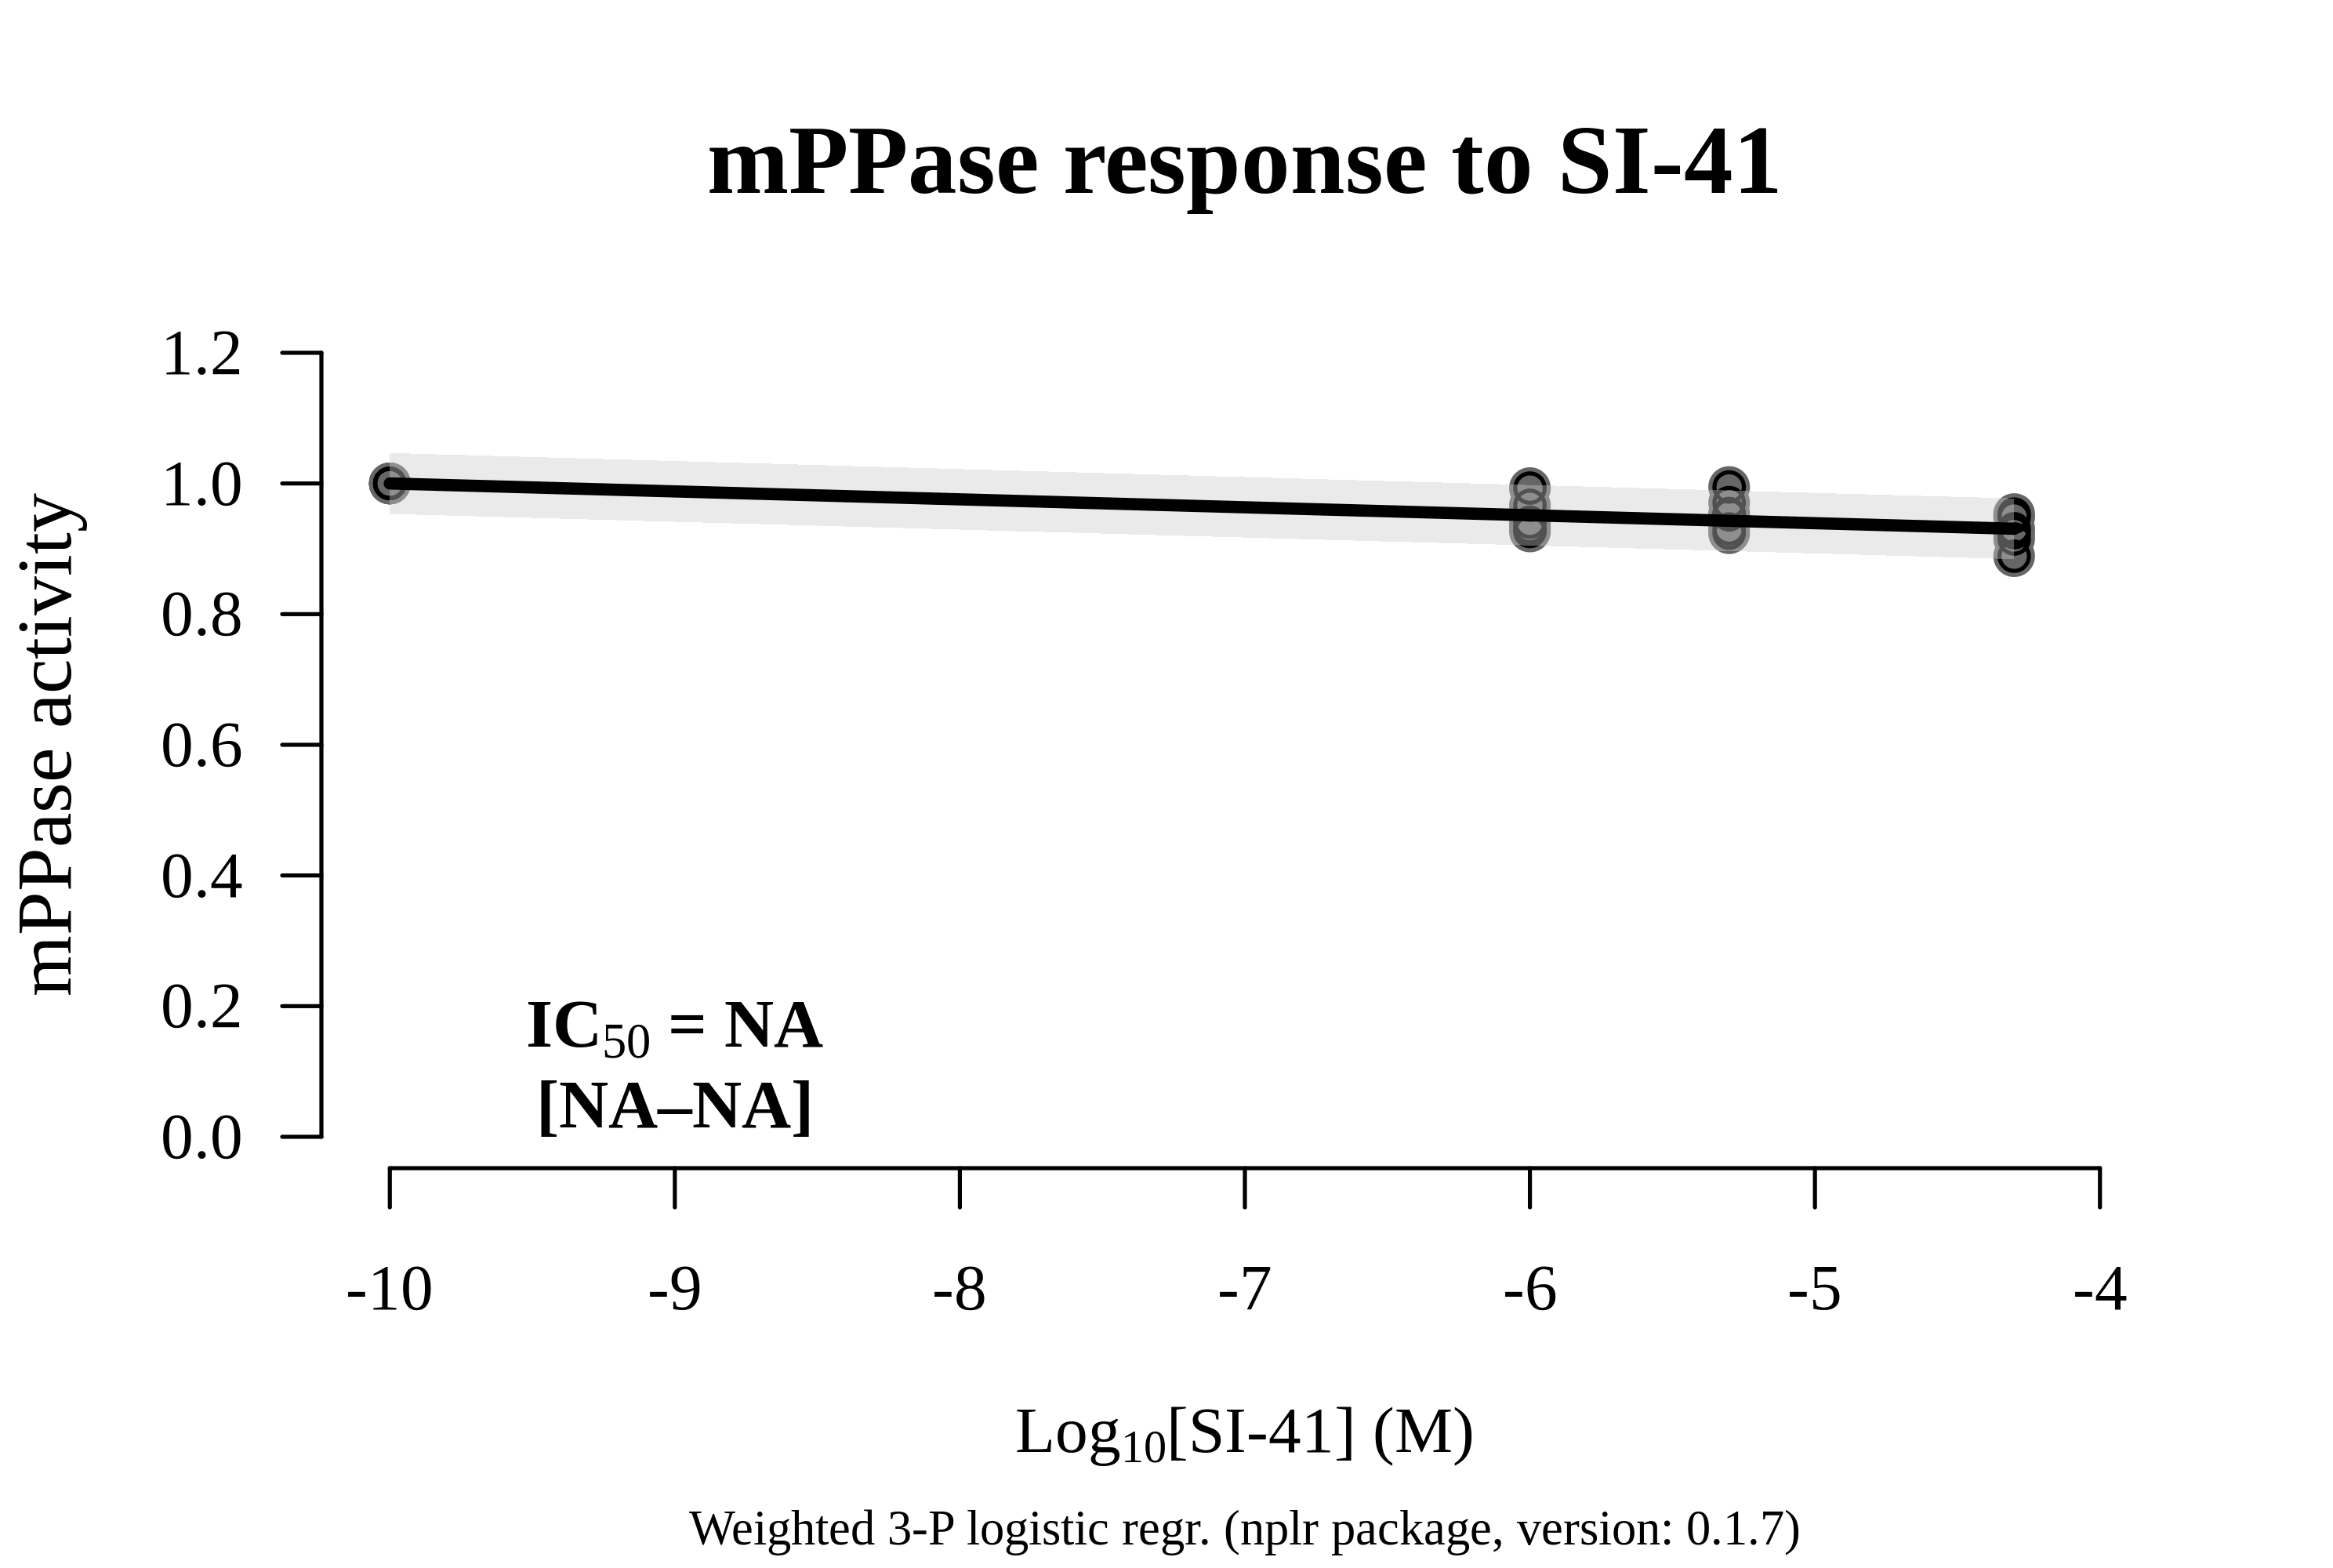 mPPase response to SI-41
mPPase activity
1.2
1.0
0.8
0.6
0.4
0.2
0.0
IC50 = NA
[NA–NA]
-10 -9 -8 -7 -6 -5 -4
Log10[SI-41] (M)
Weighted 3-P logistic regr. (nplr package, version: 0.1.7)